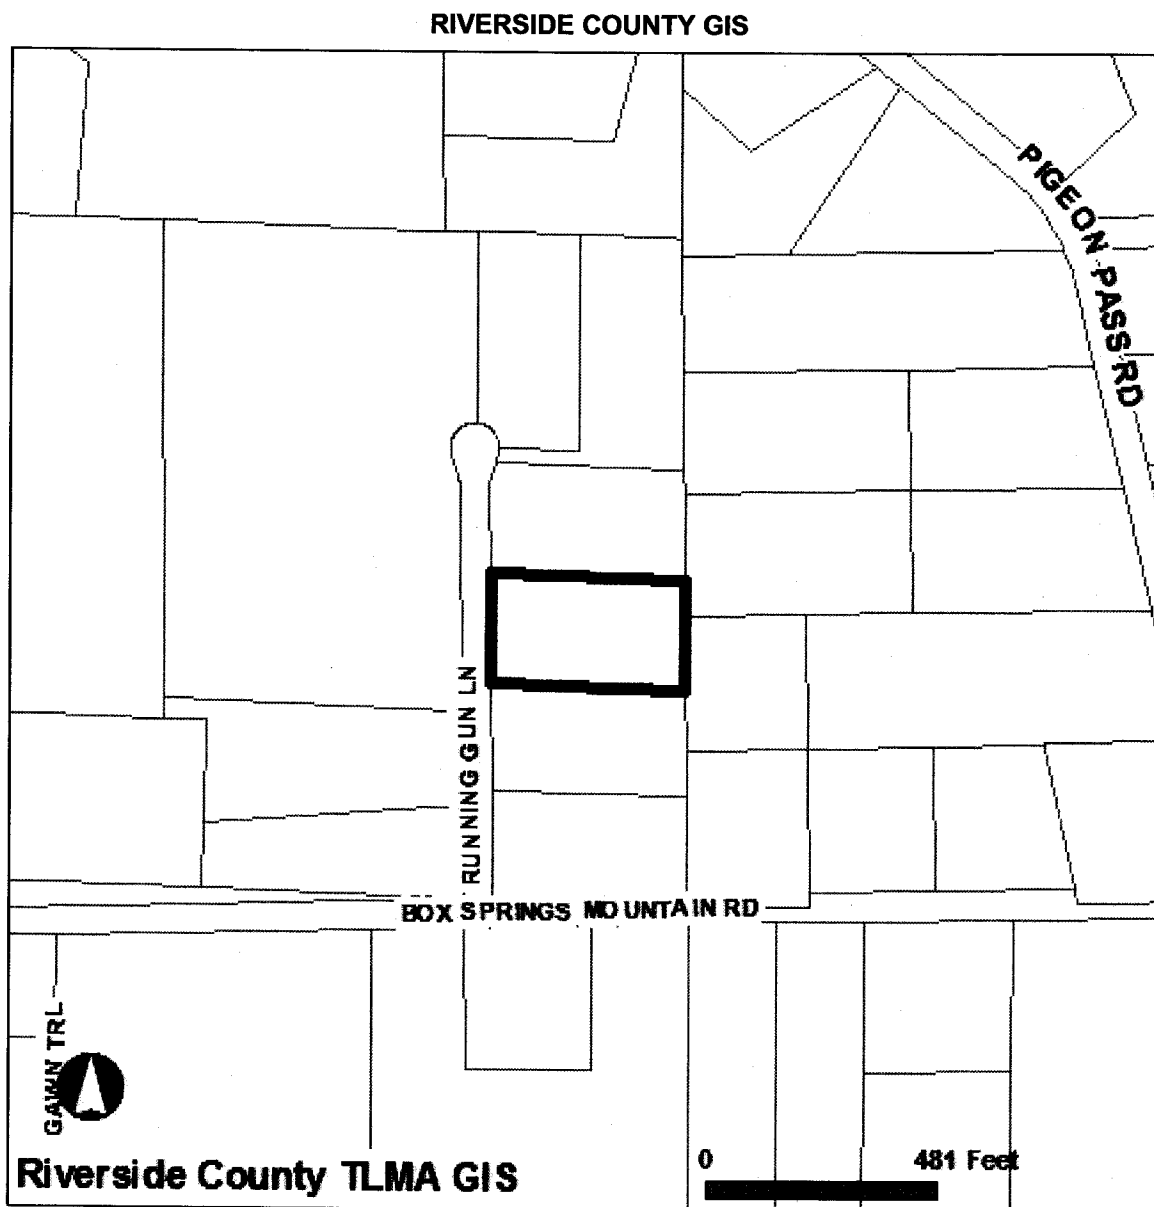 RIVERSIDE COUNTY GIS
PIGEON PASS RD
RUNNING GUN LN
BOX SPRINGS MOUNTAIN RD
GAWN TRL
Riverside County TLMA GIS
0 481 Feet